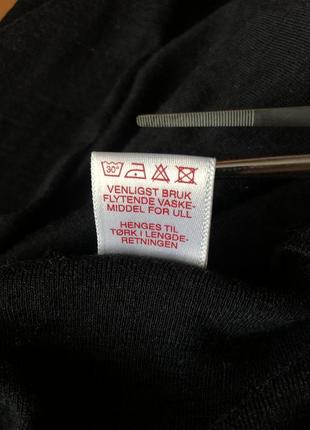 30°
VENLIGST BRUK
FLYTENDE VASKE-
MIDDEL FOR ULL
HENGES TIL
TØRK I LENGDE-
RETNINGEN